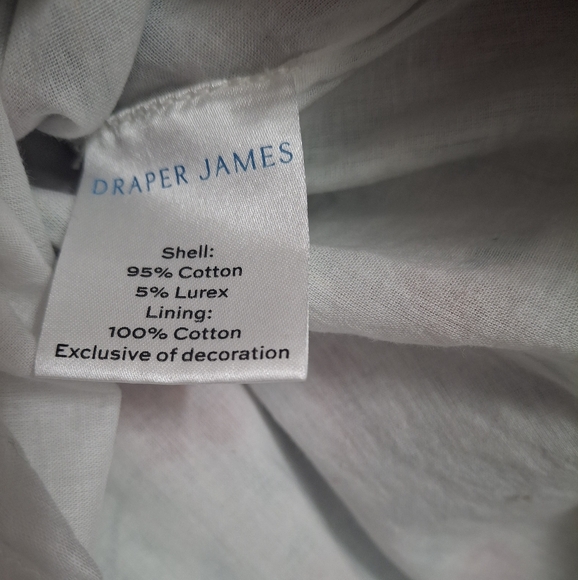 DRAPER JAMES
Shell:
95% Cotton
5% Lurex
Lining:
100% Cotton
Exclusive of decoration